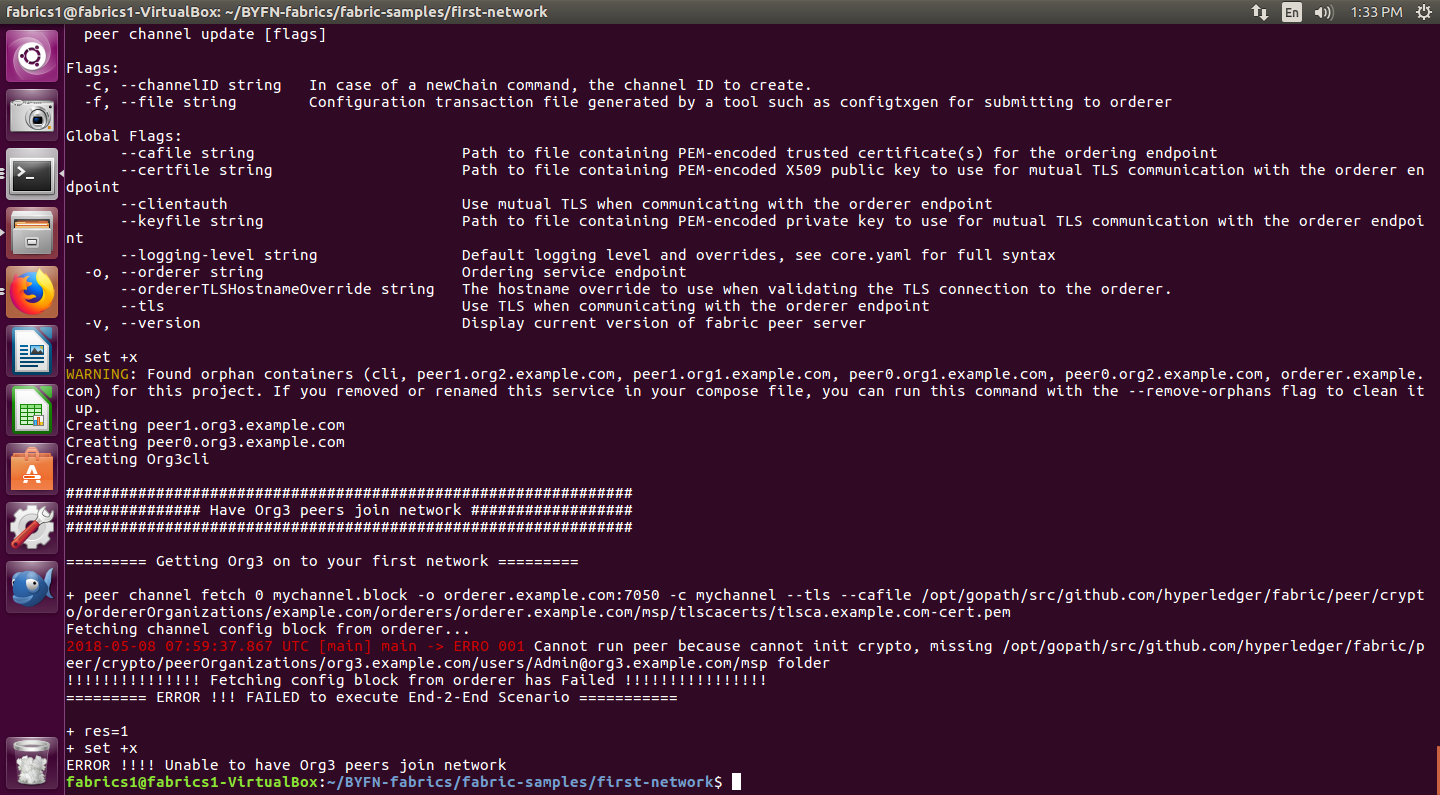 fabrics1@fabrics1-VirtualBox: ~/BYFN-fabrics/fabric-samples/first-network
En
1:33 PM
peer channel update [flags]
Flags:
-c, --channelID string   In case of a newChain command, the channel ID to create.
-f, --file string        Configuration transaction file generated by a tool such as configtxgen for submitting to orderer
Global Flags:
--cafile string                       Path to file containing PEM-encoded trusted certificate(s) for the ordering endpoint
--certfile string                     Path to file containing PEM-encoded X509 public key to use for mutual TLS communication with the orderer en
dpoint
--clientauth                          Use mutual TLS when communicating with the orderer endpoint
--keyfile string                      Path to file containing PEM-encoded private key to use for mutual TLS communication with the orderer endpoi
nt
--logging-level string                Default logging level and overrides, see core.yaml for full syntax
-o, --orderer string                      Ordering service endpoint
--ordererTLSHostnameOverride string   The hostname override to use when validating the TLS connection to the orderer.
--tls                                 Use TLS when communicating with the orderer endpoint
-v, --version                             Display current version of fabric peer server
+ set +x
WARNING: Found orphan containers (cli, peer1.org2.example.com, peer1.org1.example.com, peer0.org1.example.com, peer0.org2.example.com, orderer.example.
com) for this project. If you removed or renamed this service in your compose file, you can run this command with the --remove-orphans flag to clean it
up.
Creating peer1.org3.example.com
Creating peer0.org3.example.com
Creating Org3cli
###############################################################
############### Have Org3 peers join network ##################
###############################################################
========= Getting Org3 on to your first network =========
+ peer channel fetch 0 mychannel.block -o orderer.example.com:7050 -c mychannel --tls --cafile /opt/gopath/src/github.com/hyperledger/fabric/peer/crypt
o/ordererOrganizations/example.com/orderers/orderer.example.com/msp/tlscacerts/tlsca.example.com-cert.pem
Fetching channel config block from orderer...
2018-05-08 07:59:37.867 UTC [main] main -> ERRO 001 Cannot run peer because cannot init crypto, missing /opt/gopath/src/github.com/hyperledger/fabric/p
eer/crypto/peerOrganizations/org3.example.com/users/Admin@org3.example.com/msp folder
!!!!!!!!!!!!!!! Fetching config block from orderer has Failed !!!!!!!!!!!!!!!!
========= ERROR !!! FAILED to execute End-2-End Scenario ===========
+ res=1
+ set +x
ERROR !!!! Unable to have Org3 peers join network
fabrics1@fabrics1-VirtualBox:~/BYFN-fabrics/fabric-samples/first-network$